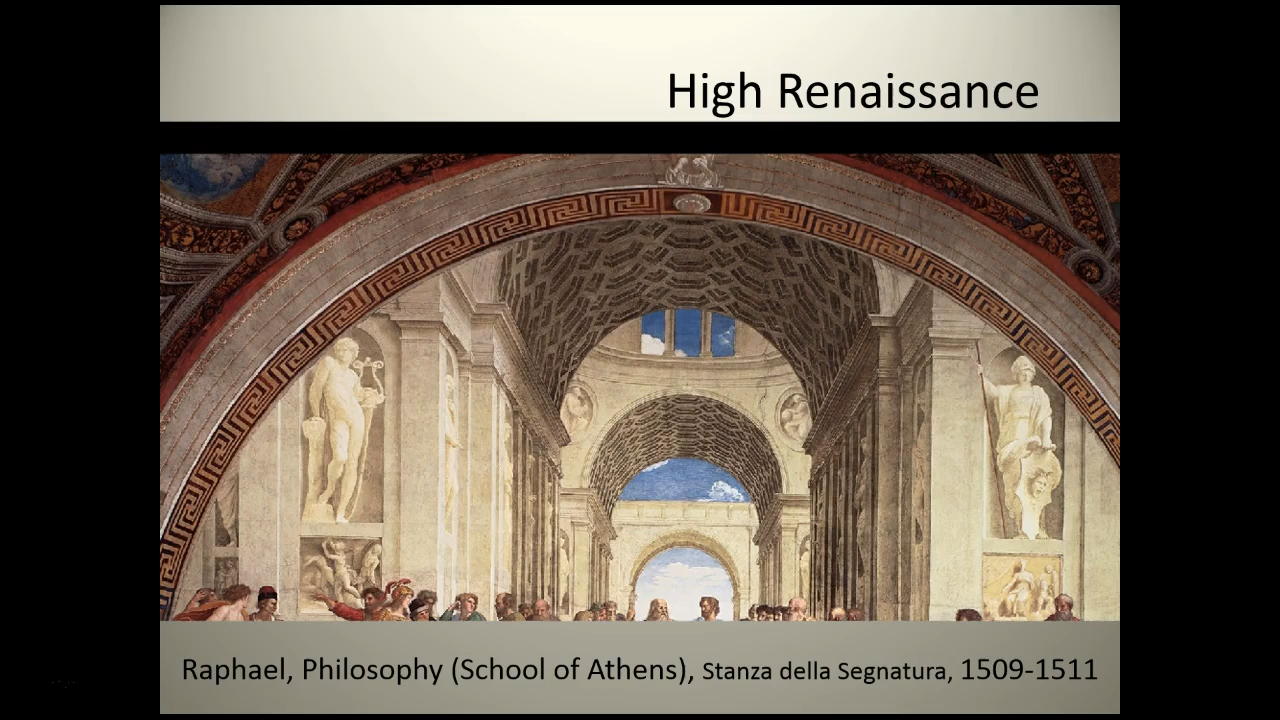 High Renaissance
Raphael, Philosophy (School of Athens), Stanza della Segnatura, 1509-1511